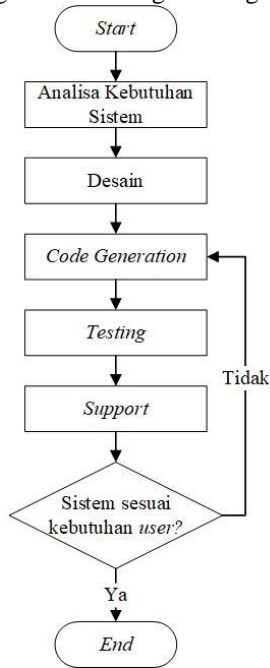 Start
Analisa Kebutuhan
Sistem
Desain
Code Generation
Testing
Tidak
Support
Sistem sesuai
kebutuhan user?
Ya
End